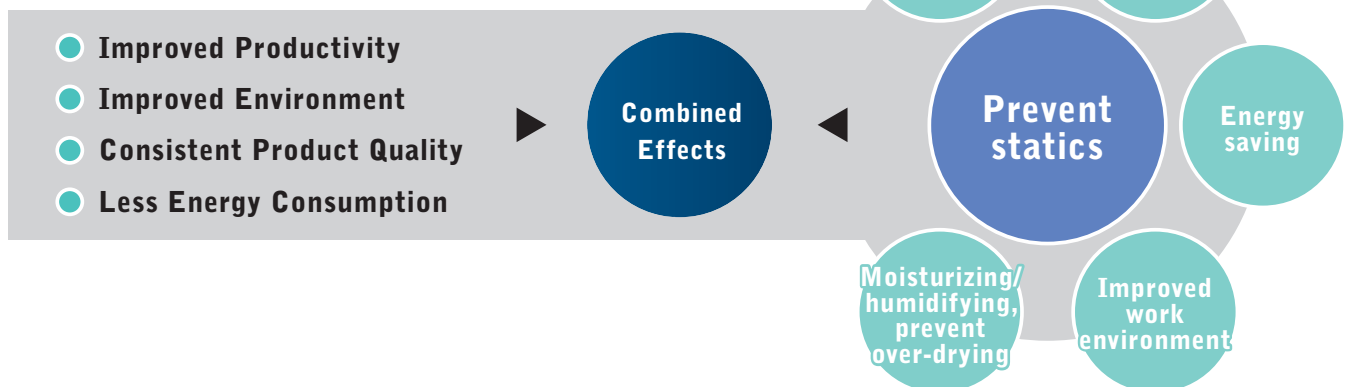 Improved Productivity
Improved Environment
Consistent Product Quality
Less Energy Consumption
Combined
Effects
Prevent
statics
Energy
saving
Moisturizing/
humidifying,
prevent
over-drying
Improved
work
environment